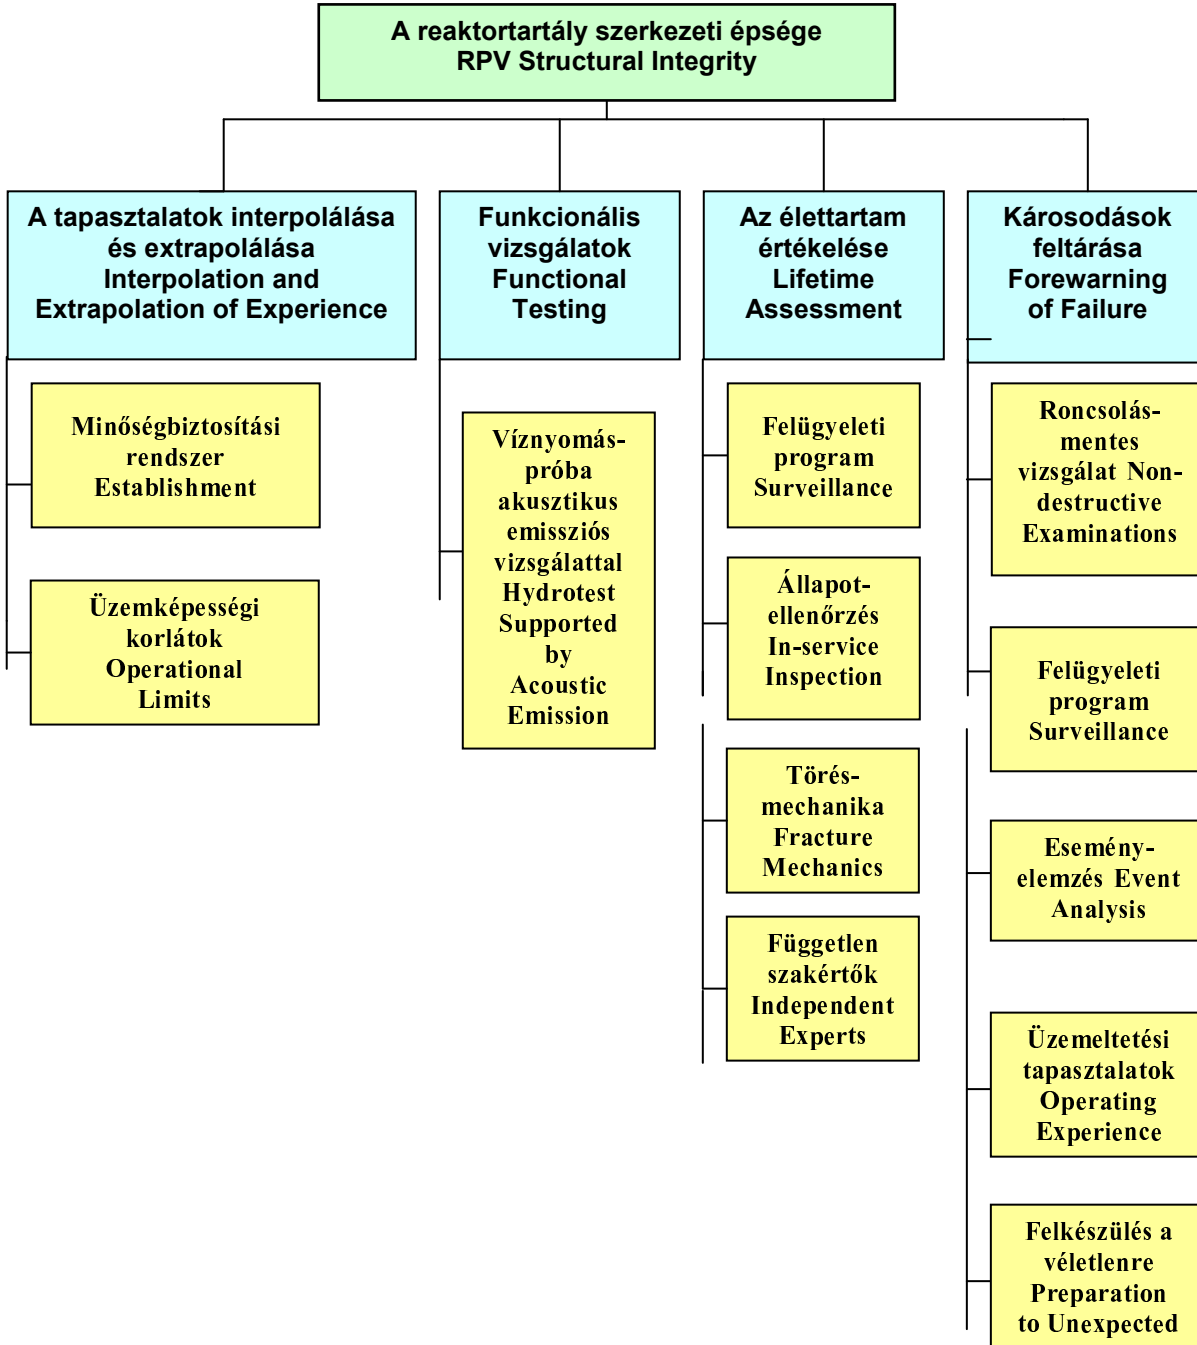 A reaktortartály szerkezeti épsége
RPV Structural Integrity
A tapasztalatok interpolálása
és extrapolálása
Interpolation and
Extrapolation of Experience
Funkcionális
vizsgálatok
Functional
Testing
Az élettartam
értékelése
Lifetime
Assessment
Károsodások
feltárása
Forewarning
of Failure
Minőségbiztosítási
rendszer
Establishment
Üzemképességi
korlátok
Operational
Limits
Víznyomás-
próba
akusztikus
emissziós
vizsgálattal
Hydrotest
Supported
by
Acoustic
Emission
Felügyeleti
program
Surveillance
Állapot-
ellenőrzés
In-service
Inspection
Törés-
mechanika
Fracture
Mechanics
Független
szakértők
Independent
Experts
Roncsolás-
mentes
vizsgálat Non-
destructive
Examinations
Felügyeleti
program
Surveillance
Esemény-
elemzés Event
Analysis
Üzemeltetési
tapasztalatok
Operating
Experience
Felkészülés a
véletlenre
Preparation
to Unexpected